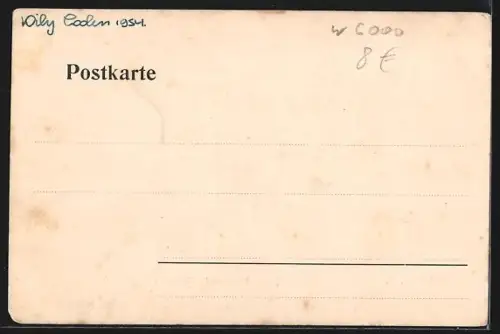 Wily Coden 1954.
W 6000
8 €
Postkarte